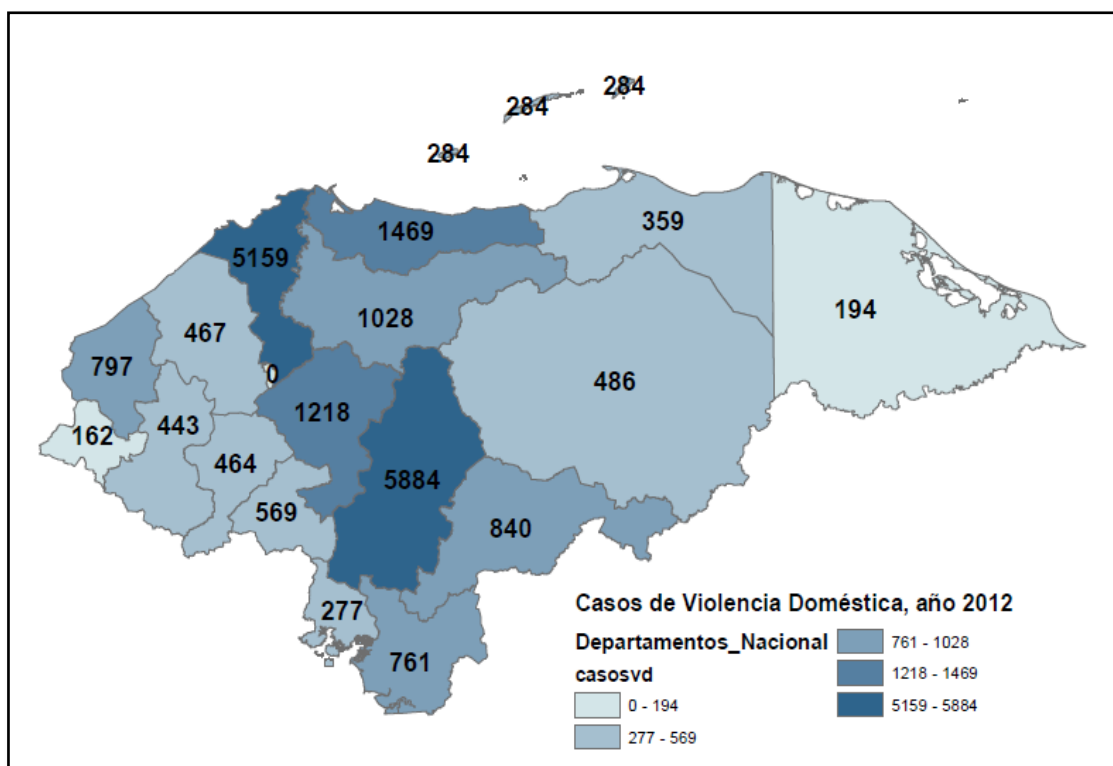 284
284
284
1469
359
5159
194
1028
467
797
0
486
1218
162
443
464
5884
569
840
277
761
Casos de Violencia Doméstica, año 2012
Departamentos_Nacional
casosvd
0 - 194
277 - 569
761 - 1028
1218 - 1469
5159 - 5884